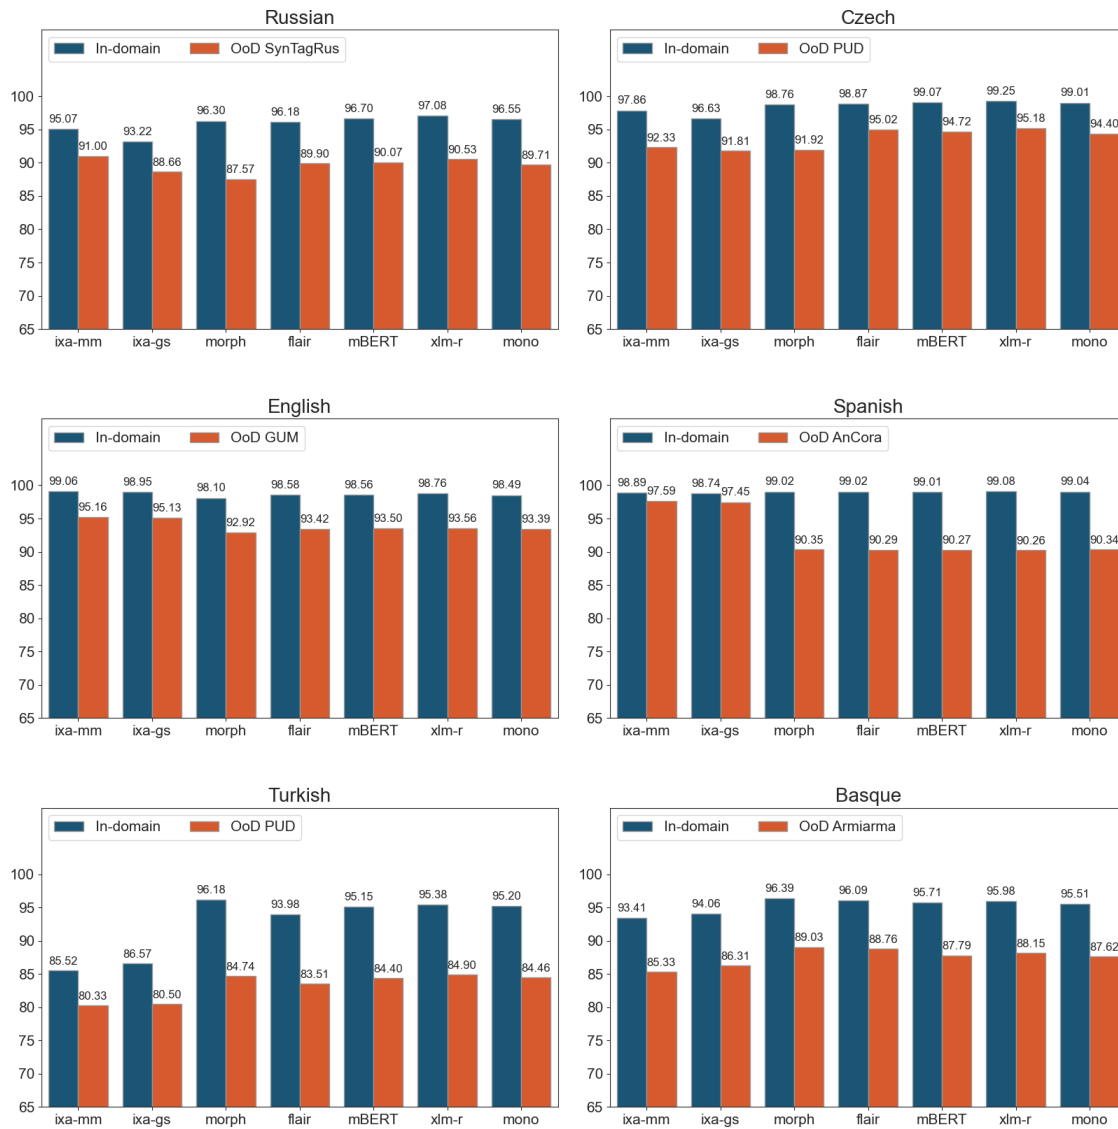 Russian
In-domain OoD SynTagRus
100
95
90
85
80
75
70
65
95.07 91.00 93.22 88.66 96.30 87.57 96.18 89.90 96.70 90.07 97.08 90.53 96.55 89.71
ixa-mm ixa-gs morph flair mBERT xlm-r mono
Czech
In-domain OoD PUD
100
95
90
85
80
75
70
65
97.86 92.33 96.63 91.81 98.76 91.92 98.87 95.02 99.07 94.72 99.25 95.18 99.01 94.40
ixa-mm ixa-gs morph flair mBERT xlm-r mono
English
In-domain OoD GUM
100
95
90
85
80
75
70
65
99.06 95.16 98.95 95.13 98.10 92.92 98.58 93.42 98.56 93.50 98.76 93.56 98.49 93.39
ixa-mm ixa-gs morph flair mBERT xlm-r mono
Spanish
In-domain OoD AnCora
100
95
90
85
80
75
70
65
98.89 97.59 98.74 97.45 99.02 90.35 99.02 90.29 99.01 90.27 99.08 90.26 99.04 90.34
ixa-mm ixa-gs morph flair mBERT xlm-r mono
Turkish
In-domain OoD PUD
100
95
90
85
80
75
70
65
85.52 80.33 86.57 80.50 96.18 84.74 93.98 83.51 95.15 84.40 95.38 84.90 95.20 84.46
ixa-mm ixa-gs morph flair mBERT xlm-r mono
Basque
In-domain OoD Armiarma
100
95
90
85
80
75
70
65
93.41 85.33 94.06 86.31 96.39 89.03 96.09 88.76 95.71 87.79 95.98 88.15 95.51 87.62
ixa-mm ixa-gs morph flair mBERT xlm-r mono